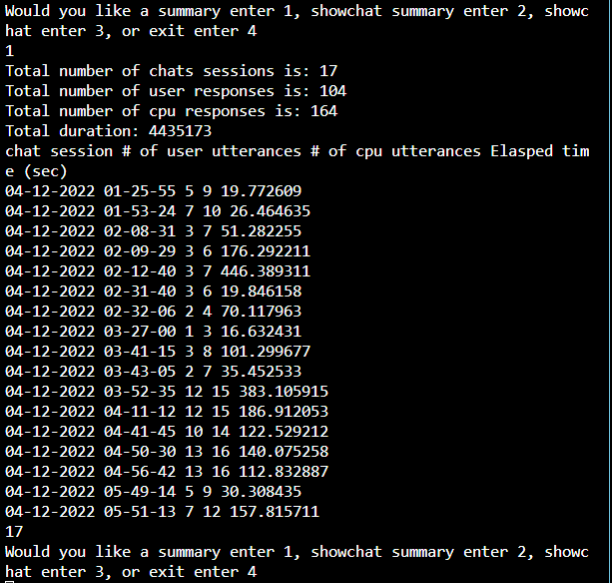 Would you like a summary enter 1, showchat summary enter 2, showc
hat enter 3, or exit enter 4
1
Total number of chats sessions is: 17
Total number of user responses is: 104
Total number of cpu responses is: 164
Total duration: 4435173
chat session # of user utterances # of cpu utterances Elasped tim
e (sec)
04-12-2022 01-25-55 5 9 19.772609
04-12-2022 01-53-24 7 10 26.464635
04-12-2022 02-08-31 3 7 51.282255
04-12-2022 02-09-29 3 6 176.292211
04-12-2022 02-12-40 3 7 446.389311
04-12-2022 02-31-40 3 6 19.846158
04-12-2022 02-32-06 2 4 70.117963
04-12-2022 03-27-00 1 3 16.632431
04-12-2022 03-41-15 3 8 101.299677
04-12-2022 03-43-05 2 7 35.452533
04-12-2022 03-52-35 12 15 383.105915
04-12-2022 04-11-12 12 15 186.912053
04-12-2022 04-41-45 10 14 122.529212
04-12-2022 04-50-30 13 16 140.075258
04-12-2022 04-56-42 13 16 112.832887
04-12-2022 05-49-14 5 9 30.308435
04-12-2022 05-51-13 7 12 157.815711
17
Would you like a summary enter 1, showchat summary enter 2, showc
hat enter 3, or exit enter 4